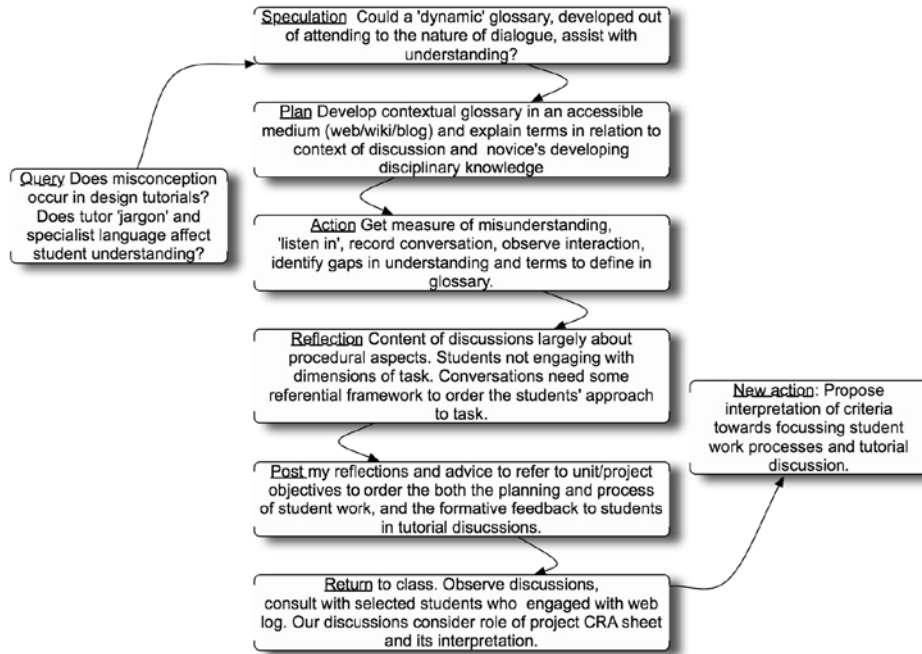 Query Does misconception
occur in design tutorials?
Does tutor 'jargon' and
specialist language affect
student understanding?
Speculation Could a 'dynamic' glossary, developed out
of attending to the nature of dialogue, assist with
understanding?
Plan Develop contextual glossary in an accessible
medium (web/wiki/blog) and explain terms in relation to
context of discussion and novice's developing
disciplinary knowledge
Action Get measure of misunderstanding,
'listen in', record conversation, observe interaction,
identify gaps in understanding and terms to define in
glossary.
Reflection Content of discussions largely about
procedural aspects. Students not engaging with
dimensions of task. Conversations need some
referential framework to order the students' approach
to task.
Post my reflections and advice to refer to unit/project
objectives to order the both the planning and process
of student work, and the formative feedback to students
in tutorial disucssions.
Return to class. Observe discussions,
consult with selected students who engaged with web
log. Our discussions consider role of project CRA sheet
and its interpretation.
New action: Propose
interpretation of criteria
towards focussing student
work processes and tutorial
discussion.